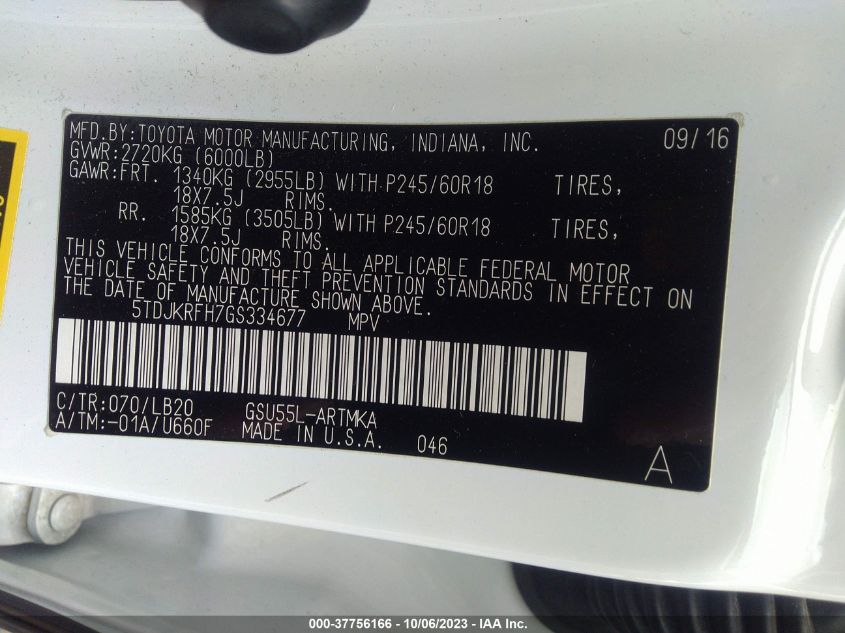 MFD.BY:TOYOTA MOTOR MANUFACTURING, INDIANA, INC. 09/16
GVWR:2720KG (6000LB)
GAWR:FRT. 1340KG (2955LB) WITH P245/60R18 TIRES,
18X7.5J RIMS.
RR. 1585KG (3505LB) WITH P245/60R18 TIRES,
18X7.5J RIMS.
THIS VEHICLE CONFORMS TO ALL APPLICABLE FEDERAL MOTOR
VEHICLE SAFETY AND THEFT PREVENTION STANDARDS IN EFFECT ON
THE DATE OF MANUFACTURE SHOWN ABOVE.
5TDJKRFH7GS334677 MPV
C/TR:070/LB20 GSU55L-ARTMKA
A/TM:-01A/U660F MADE IN U.S.A. 046
A
000-37756166 - 10/06/2023 - IAA Inc.